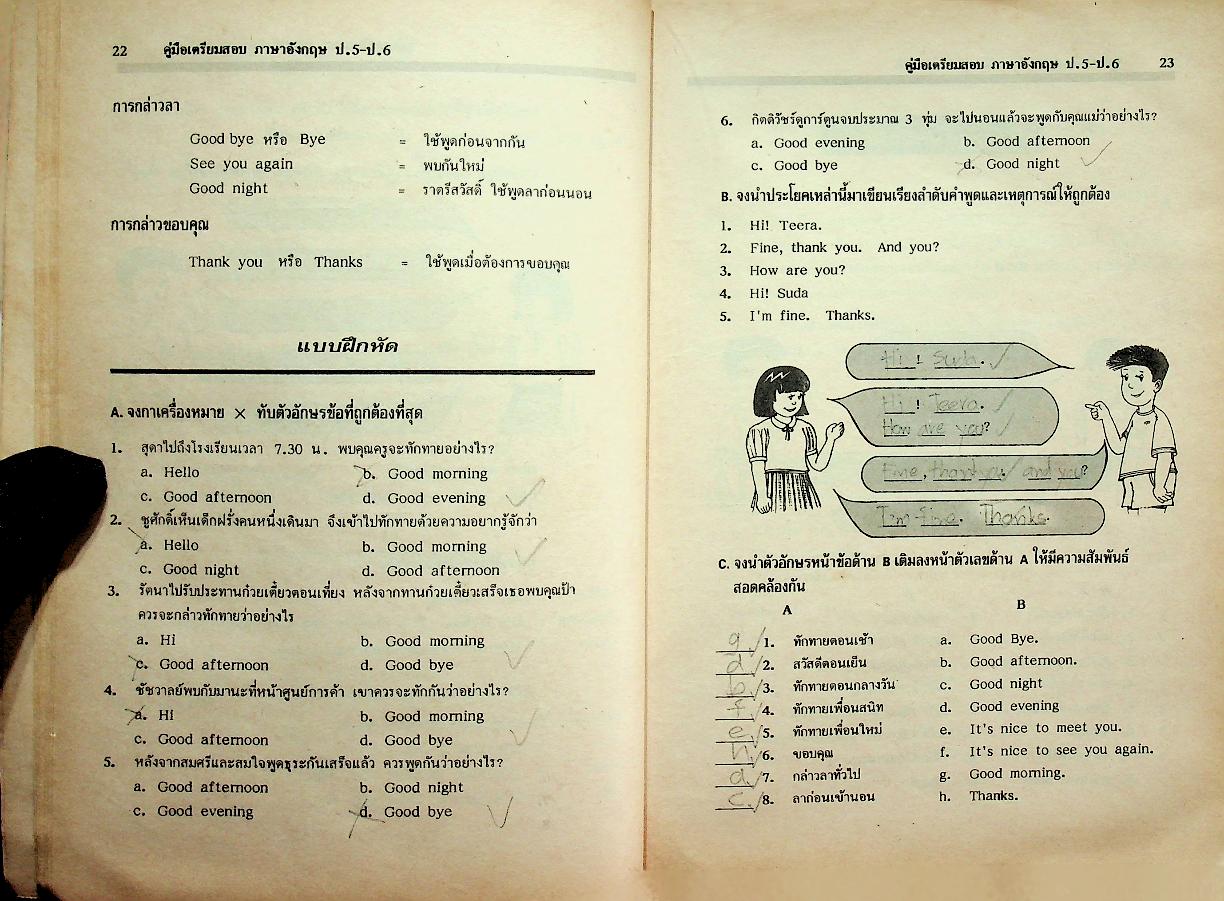 22 คู่มือเตรียมสอบ ภาษาอังกฤษ ป.5-ป.6
การกล่าวลา
Good bye หรือ Bye = ใช้พูดก่อนจากกัน
See you again = พบกันใหม่
Good night = ราตรีสวัสดิ์ ใช้พูดลาก่อนนอน
การกล่าวขอบคุณ
Thank you หรือ Thanks = ใช้พูดเมื่อต้องการขอบคุณ
แบบฝึกหัด
A. จงกาเครื่องหมาย × ทับตัวอักษรข้อที่ถูกต้องที่สุด
1. สุดาไปถึงโรงเรียนเวลา 7.30 น. พบคุณครูจะทักทายอย่างไร?
a. Hello b. Good morning
c. Good afternoon d. Good evening
2. ชูศักดิ์เห็นเด็กฝรั่งคนหนึ่งเดินมา จึงเข้าไปทักทายด้วยความอยากรู้จักว่า
a. Hello b. Good morning
c. Good night d. Good afternoon
3. รัตนาไปรับประทานก๋วยเตี๋ยวตอนเที่ยง หลังจากทานก๋วยเตี๋ยวเสร็จเธอพบคุณป้า
ควรจะกล่าวทักทายว่าอย่างไร
a. Hi b. Good morning
c. Good afternoon d. Good bye
4. ชัชวาลย์พบกับมานะที่หน้าศูนย์การค้า เขาควรจะทักกันว่าอย่างไร?
a. Hi b. Good morning
c. Good afternoon d. Good bye
5. หลังจากสมศรีและสมใจพูดธุระกันเสร็จแล้ว ควรพูดกันว่าอย่างไร?
a. Good afternoon b. Good night
c. Good evening d. Good bye
คู่มือเตรียมสอบ ภาษาอังกฤษ ป.5-ป.6 23
6. กิตติวัชร์ดูการ์ตูนจบประมาณ 3 ทุ่ม จะไปนอนแล้วจะพูดกับคุณแม่ว่าอย่างไร?
a. Good evening b. Good afternoon
c. Good bye d. Good night
B. จงนำประโยคเหล่านี้มาเขียนเรียงลำดับคำพูดและเหตุการณ์ให้ถูกต้อง
1. Hi! Teera.
2. Fine, thank you. And you?
3. How are you?
4. Hi! Suda
5. I'm fine. Thanks.
Hi! Suda.
Hi! Teera.
How are you?
Fine, thank you. and you?
I'm fine. Thanks.
C. จงนำตัวอักษรหน้าข้อด้าน B เติมลงหน้าตัวเลขด้าน A ให้มีความสัมพันธ์
สอดคล้องกัน
A B
g. 1. ทักทายตอนเช้า a. Good Bye.
d. 2. สวัสดีตอนเย็น b. Good afternoon.
b. 3. ทักทายตอนกลางวัน c. Good night
f. 4. ทักทายเพื่อนสนิท d. Good evening
e. 5. ทักทายเพื่อนใหม่ e. It's nice to meet you.
h. 6. ขอบคุณ f. It's nice to see you again.
a. 7. กล่าวลาทั่วไป g. Good morning.
c. 8. ลาก่อนเข้านอน h. Thanks.